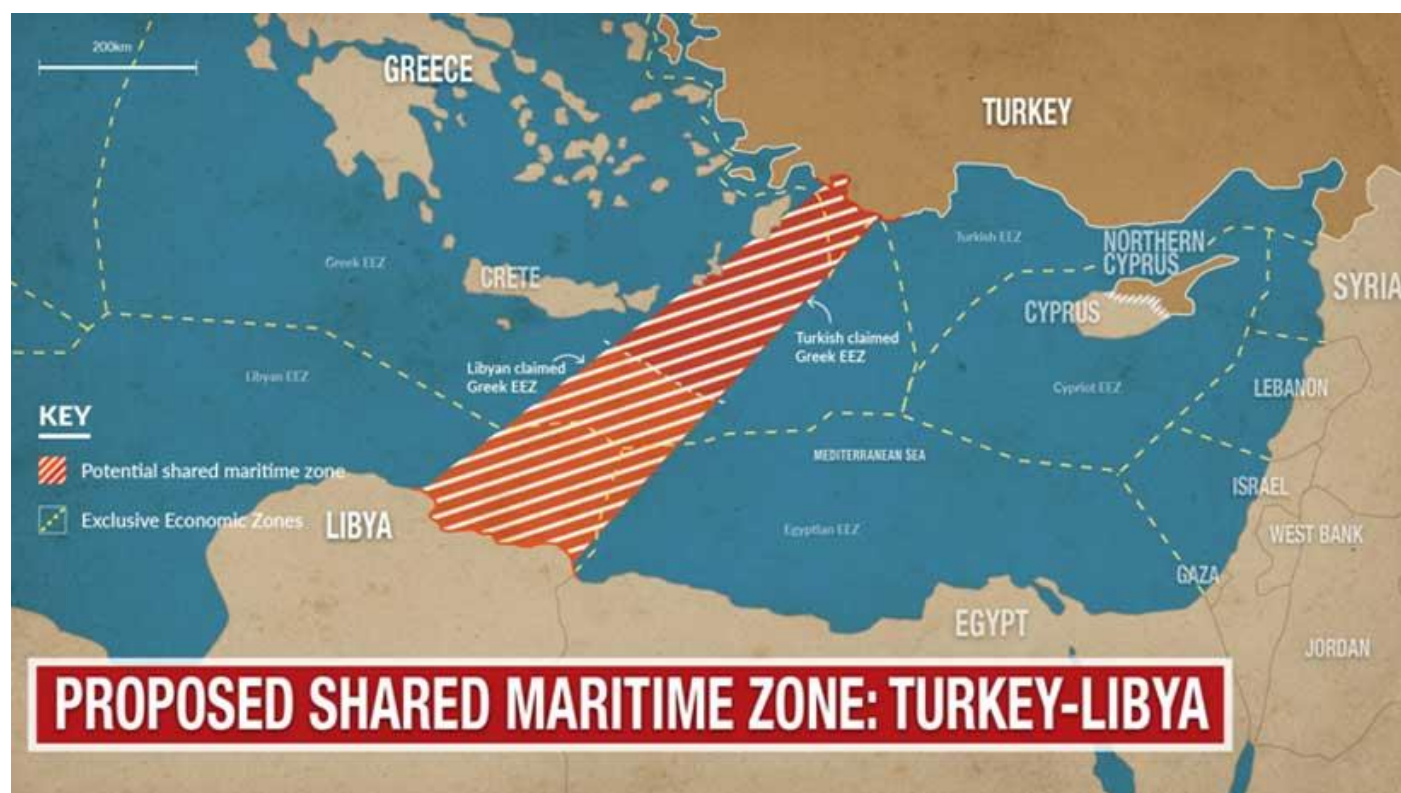 200km
GREECE
TURKEY
Turkish EEZ
NORTHERN
CYPRUS
Greek EEZ
CRETE
SYRIA
CYPRUS
Turkish claimed
Greek EEZ
Libyan claimed
Greek EEZ
Libyan EEZ
Cypriot EEZ
LEBANON
KEY
MEDITERRANEAN SEA
Potential shared maritime zone
ISRAEL
Exclusive Economic Zones
LIBYA
Egyptian EEZ
WEST BANK
GAZA
EGYPT
JORDAN
PROPOSED SHARED MARITIME ZONE: TURKEY-LIBYA